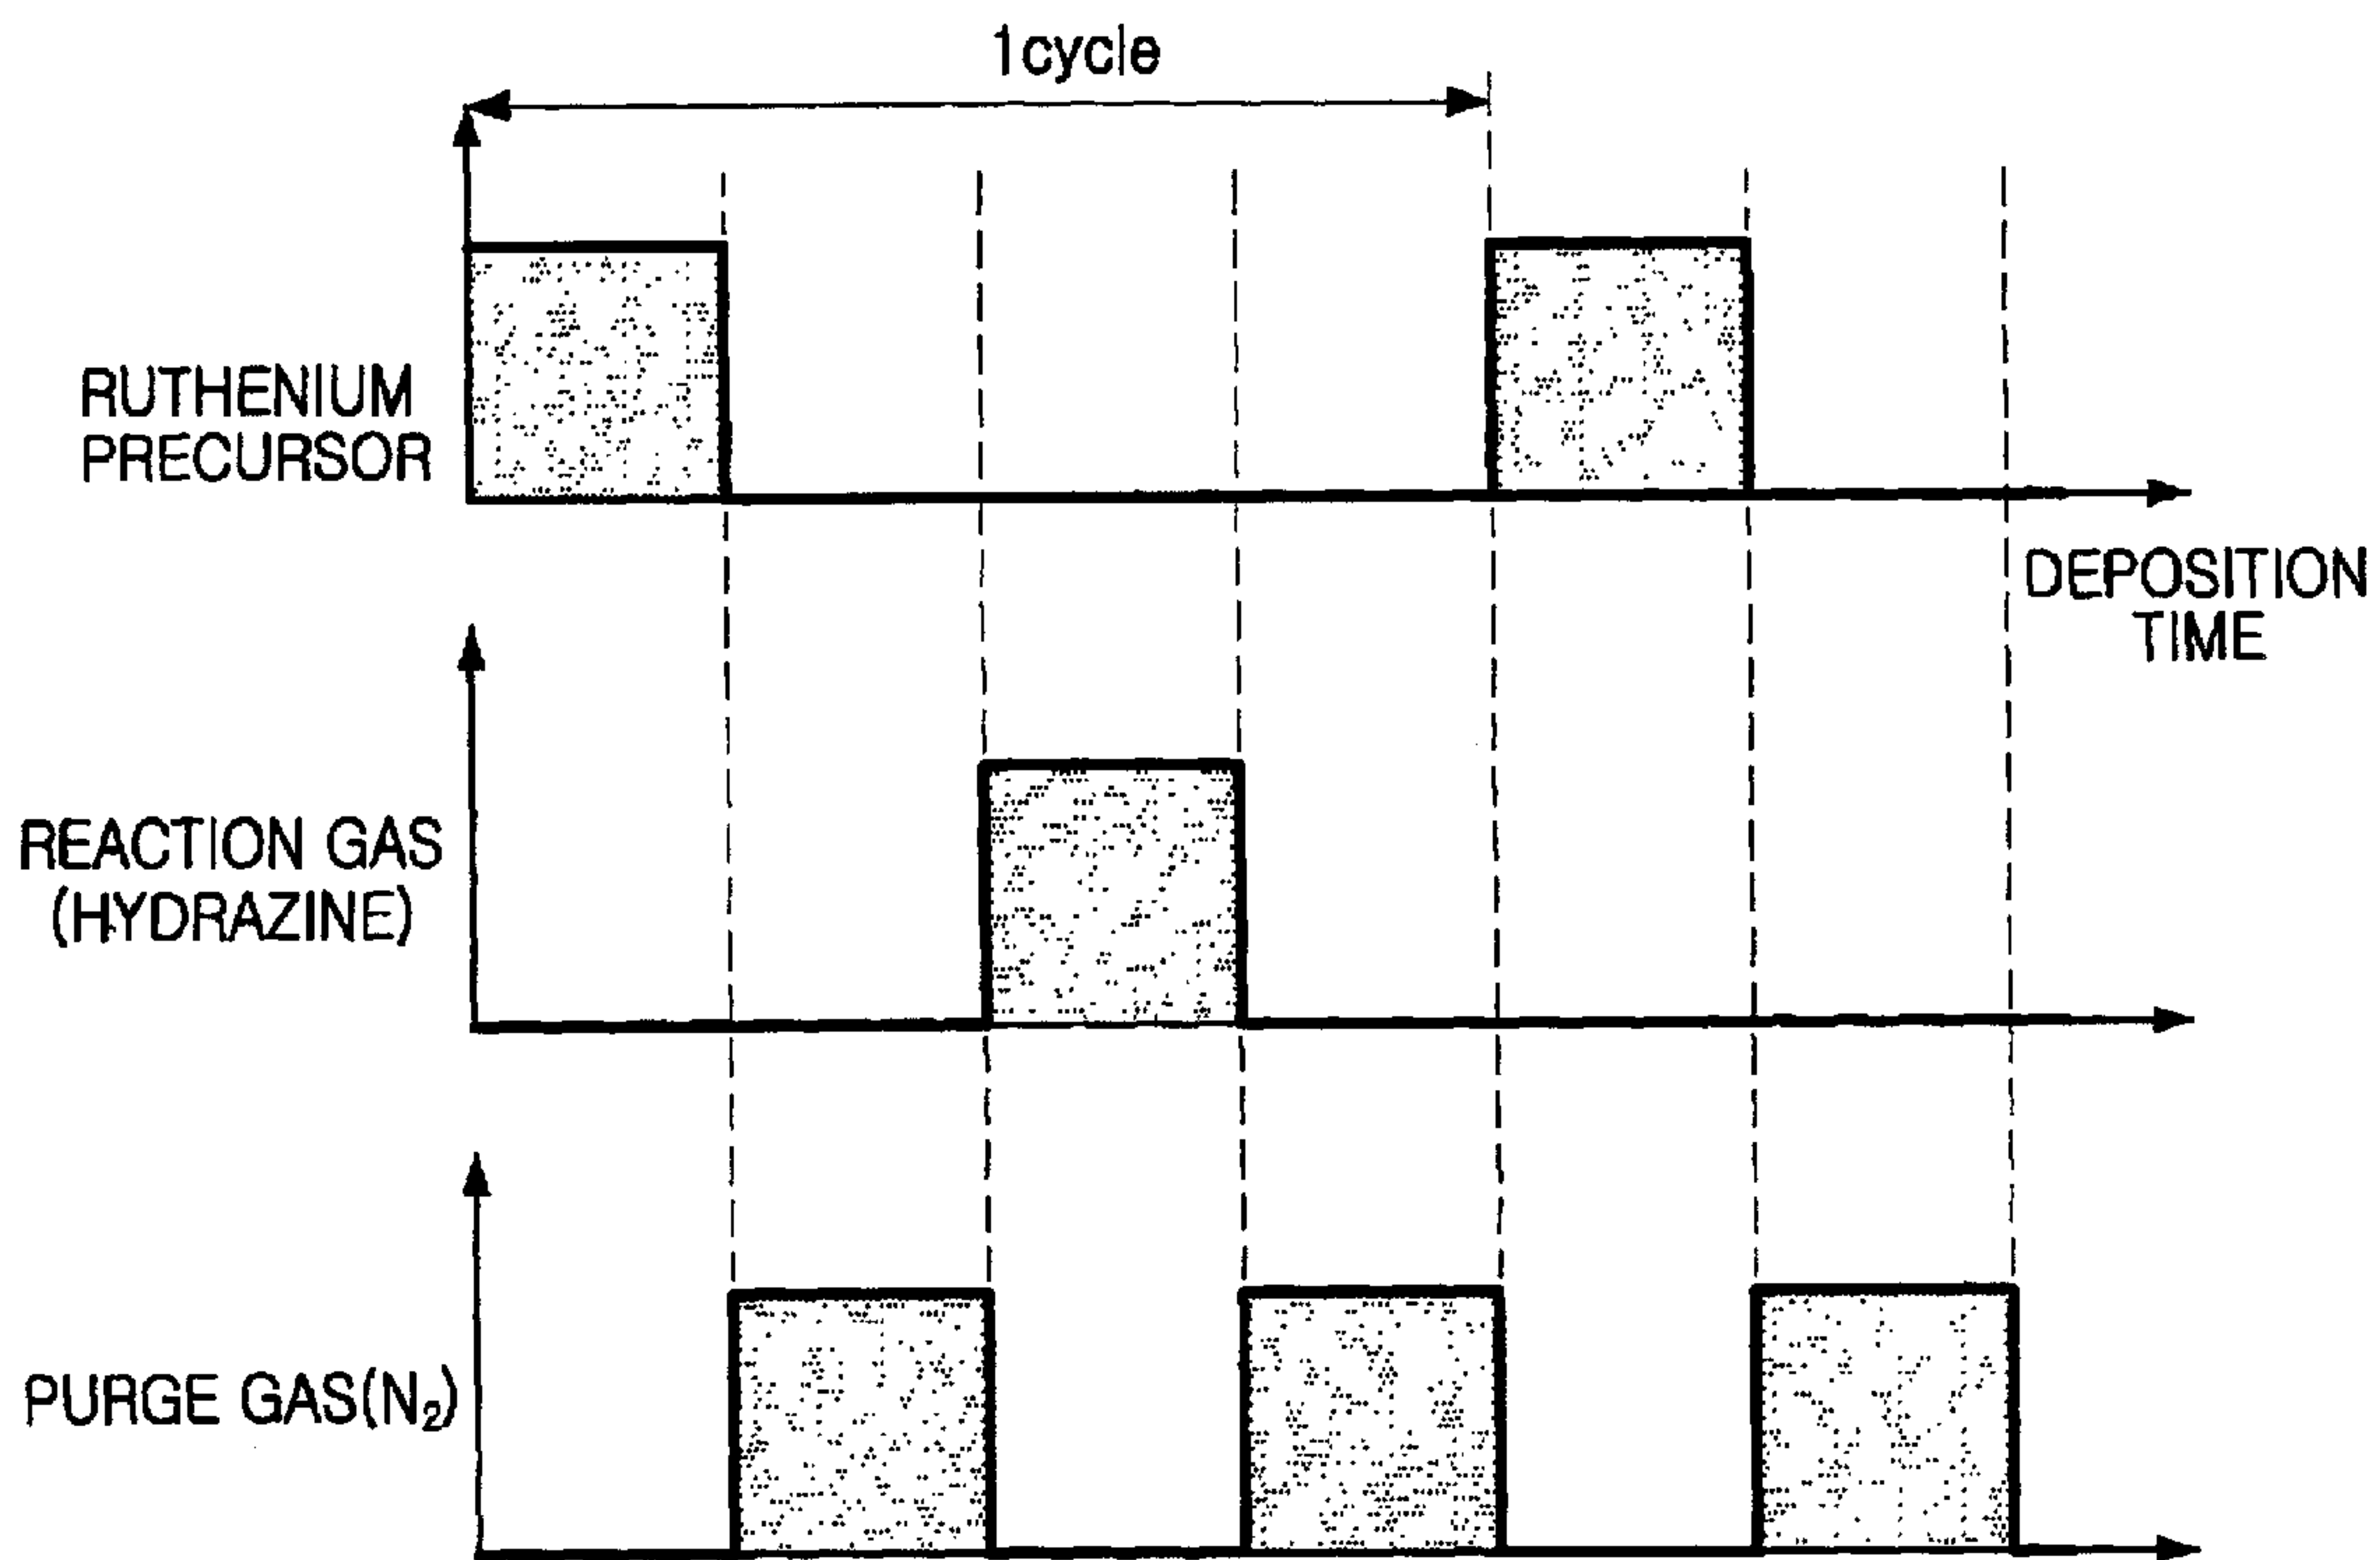 1cycle
RUTHENIUM
PRECURSOR
DEPOSITION
TIME
REACTION GAS
(HYDRAZINE)
PURGE GAS(N₂)